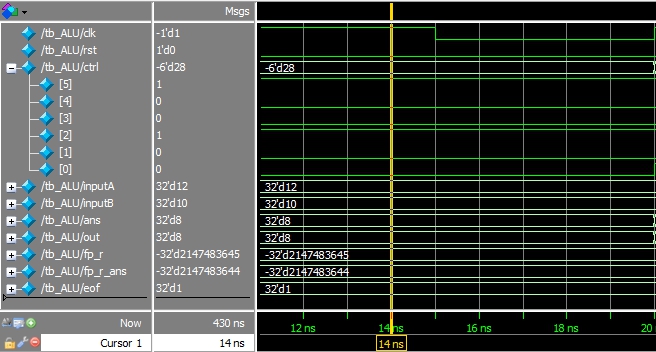 Msgs
/tb_ALU/clk -1'd1
/tb_ALU/rst 1'd0
/tb_ALU/ctrl -6'd28 -6'd28
[5] 1
[4] 0
[3] 0
[2] 1
[1] 0
[0] 0
/tb_ALU/inputA 32'd12 32'd12
/tb_ALU/inputB 32'd10 32'd10
/tb_ALU/ans 32'd8 32'd8
/tb_ALU/out 32'd8 32'd8
/tb_ALU/fp_r -32'd2147483645 -32'd2147483645
/tb_ALU/fp_r_ans -32'd2147483644 -32'd2147483644
/tb_ALU/eof 32'd1 32'd1
Now 430 ns 12 ns 14 ns 16 ns 18 ns 20
Cursor 1 14 ns 14 ns